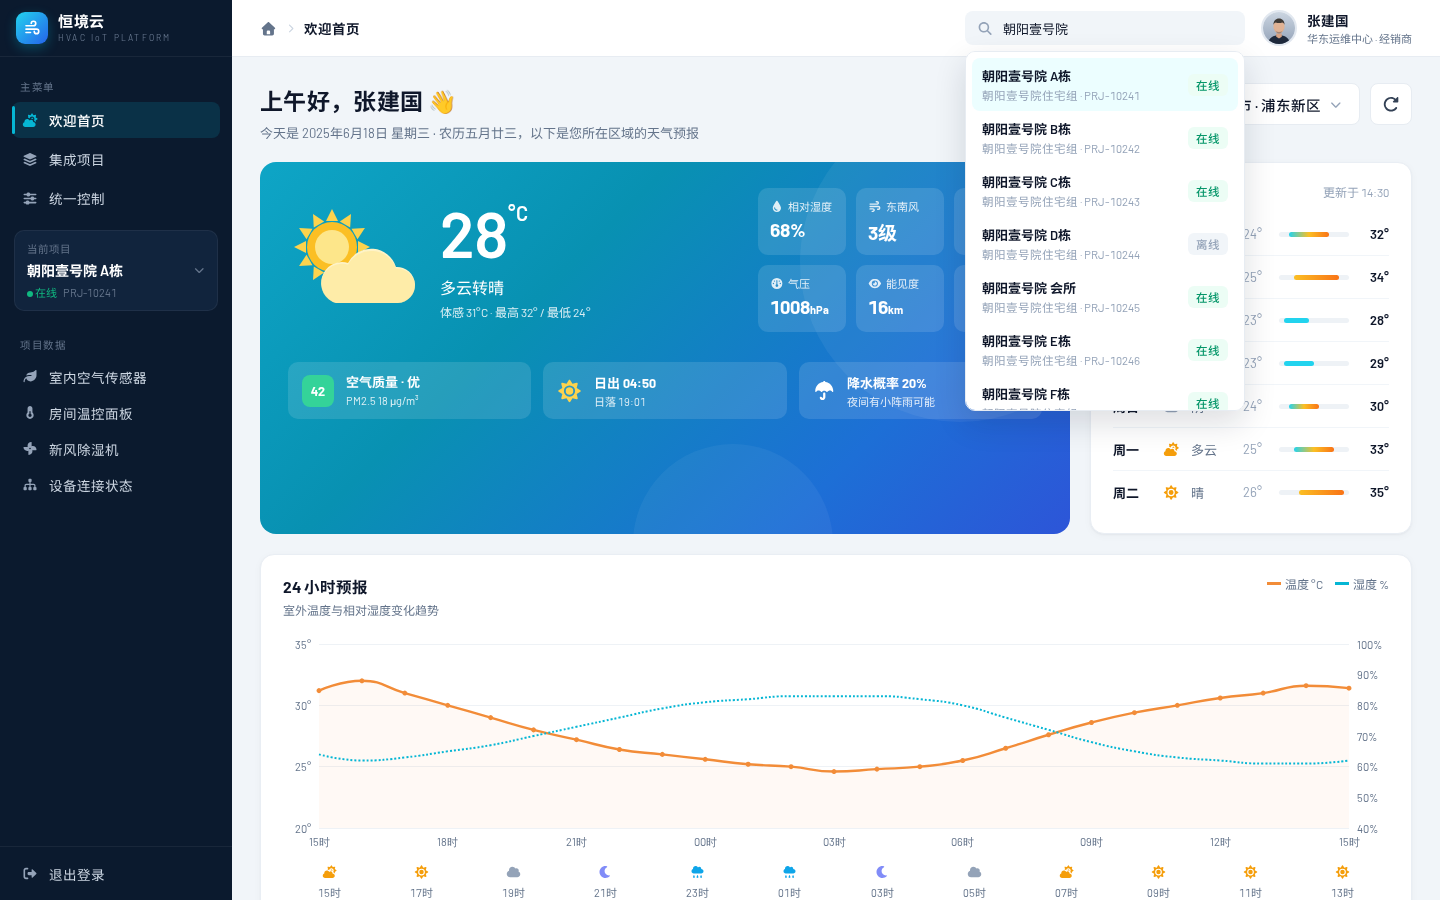 恒境云
HVAC IoT PLATFORM
主菜单
欢迎首页
集成项目
统一控制
当前项目
朝阳壹号院 A栋
在线 PRJ-10241
项目数据
室内空气传感器
房间温控面板
新风除湿机
设备连接状态
退出登录
欢迎首页
朝阳壹号院
张建国
华东运维中心 · 经销商
上午好，张建国 👋
今天是 2025年6月18日 星期三 · 农历五月廿三，以下是您所在区域的天气预报
· 浦东新区
朝阳壹号院 A栋
朝阳壹号院住宅组 · PRJ-10241
在线
朝阳壹号院 B栋
朝阳壹号院住宅组 · PRJ-10242
在线
朝阳壹号院 C栋
朝阳壹号院住宅组 · PRJ-10243
在线
朝阳壹号院 D栋
朝阳壹号院住宅组 · PRJ-10244
离线
朝阳壹号院 会所
朝阳壹号院住宅组 · PRJ-10245
在线
朝阳壹号院 E栋
朝阳壹号院住宅组 · PRJ-10246
在线
朝阳壹号院 F栋
在线
28°C
多云转晴
体感 31°C · 最高 32° / 最低 24°
相对湿度
68%
东南风
3级
气压
1008hPa
能见度
16km
42
空气质量 · 优
PM2.5 18 μg/m³
日出 04:50
日落 19:01
降水概率 20%
夜间有小阵雨可能
更新于 14:30
24° 32°
25° 34°
23° 28°
23° 29°
24° 30°
周一 多云 25° 33°
周二 晴 26° 35°
24 小时预报
室外温度与相对湿度变化趋势
温度 °C 湿度 %
35° 30° 25° 20°
100% 90% 80% 70% 60% 50% 40%
15时 18时 21时 00时 03时 06时 09时 12时 15时
15时 17时 19时 21时 23时 01时 03时 05时 07时 09时 11时 13时